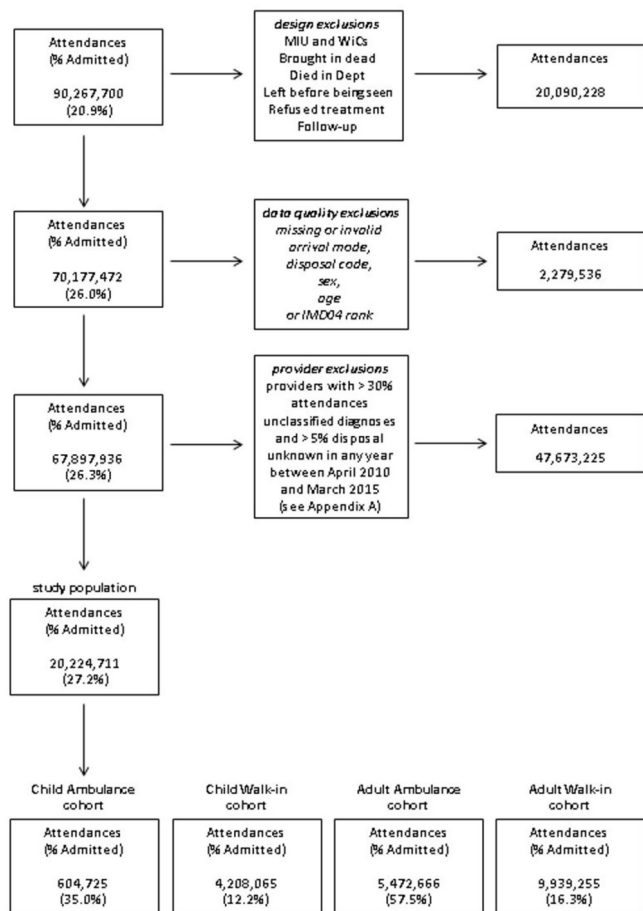 Attendances
(% Admitted)
90,267,700
(20.9%)
design exclusions
MIU and WiCs
Brought in dead
Died in Dept
Left before being seen
Refused treatment
Follow-up
Attendances
20,090,228
Attendances
(% Admitted)
70,177,472
(26.0%)
data quality exclusions
missing or invalid
arrival mode,
disposal code,
sex,
age
or IMD04 rank
Attendances
2,279,536
Attendances
(% Admitted)
67,897,936
(26.3%)
provider exclusions
providers with > 30%
attendances
unclassified diagnoses
and > 5% disposal
unknown in any year
between April 2010
and March 2015
(see Appendix A)
Attendances
47,673,225
study population
Attendances
(% Admitted)
20,224,711
(27.2%)
Child Ambulance
cohort
Attendances
(% Admitted)
604,725
(35.0%)
Child Walk-in
cohort
Attendances
(% Admitted)
4,208,065
(12.2%)
Adult Ambulance
cohort
Attendances
(% Admitted)
5,472,666
(57.5%)
Adult Walk-in
cohort
Attendances
(% Admitted)
9,939,255
(16.3%)